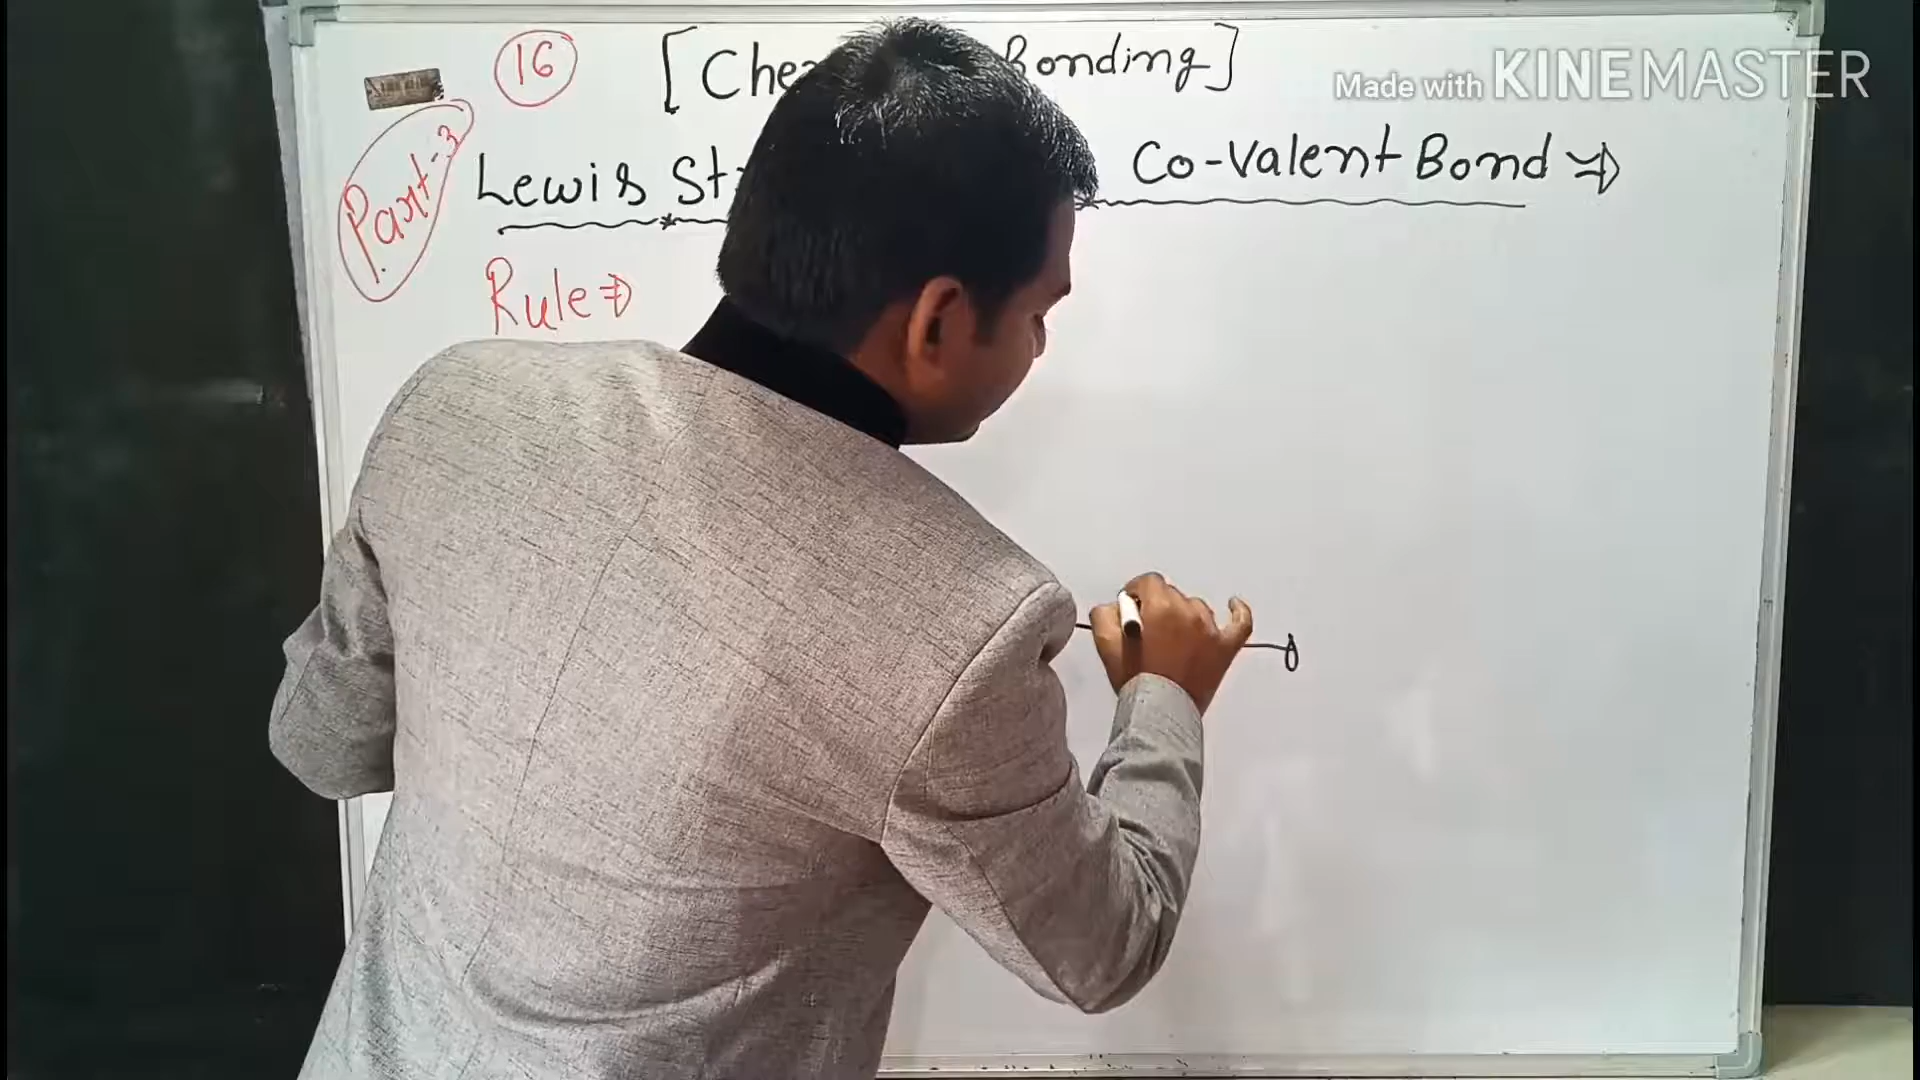 16 [Che Bonding]
Made with KINEMASTER
Part-3
Lewis St Co-Valent Bond ⇒
Rule ⇒